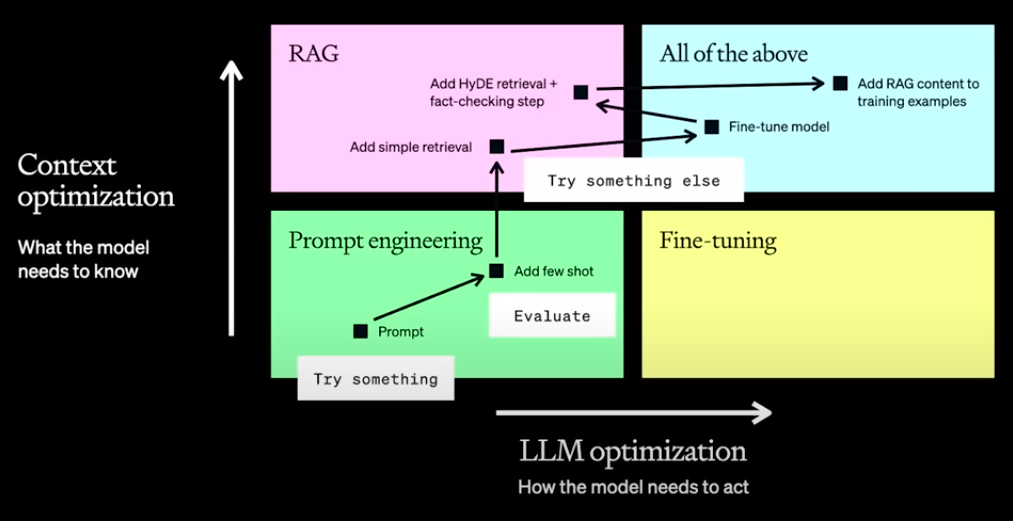 RAG
All of the above
Add HyDE retrieval +
fact-checking step
Add RAG content to
training examples
Fine-tune model
Add simple retrieval
Try something else
Context
optimization
What the model
needs to know
Prompt engineering
Fine-tuning
Add few shot
Evaluate
Prompt
Try something
LLM optimization
How the model needs to act